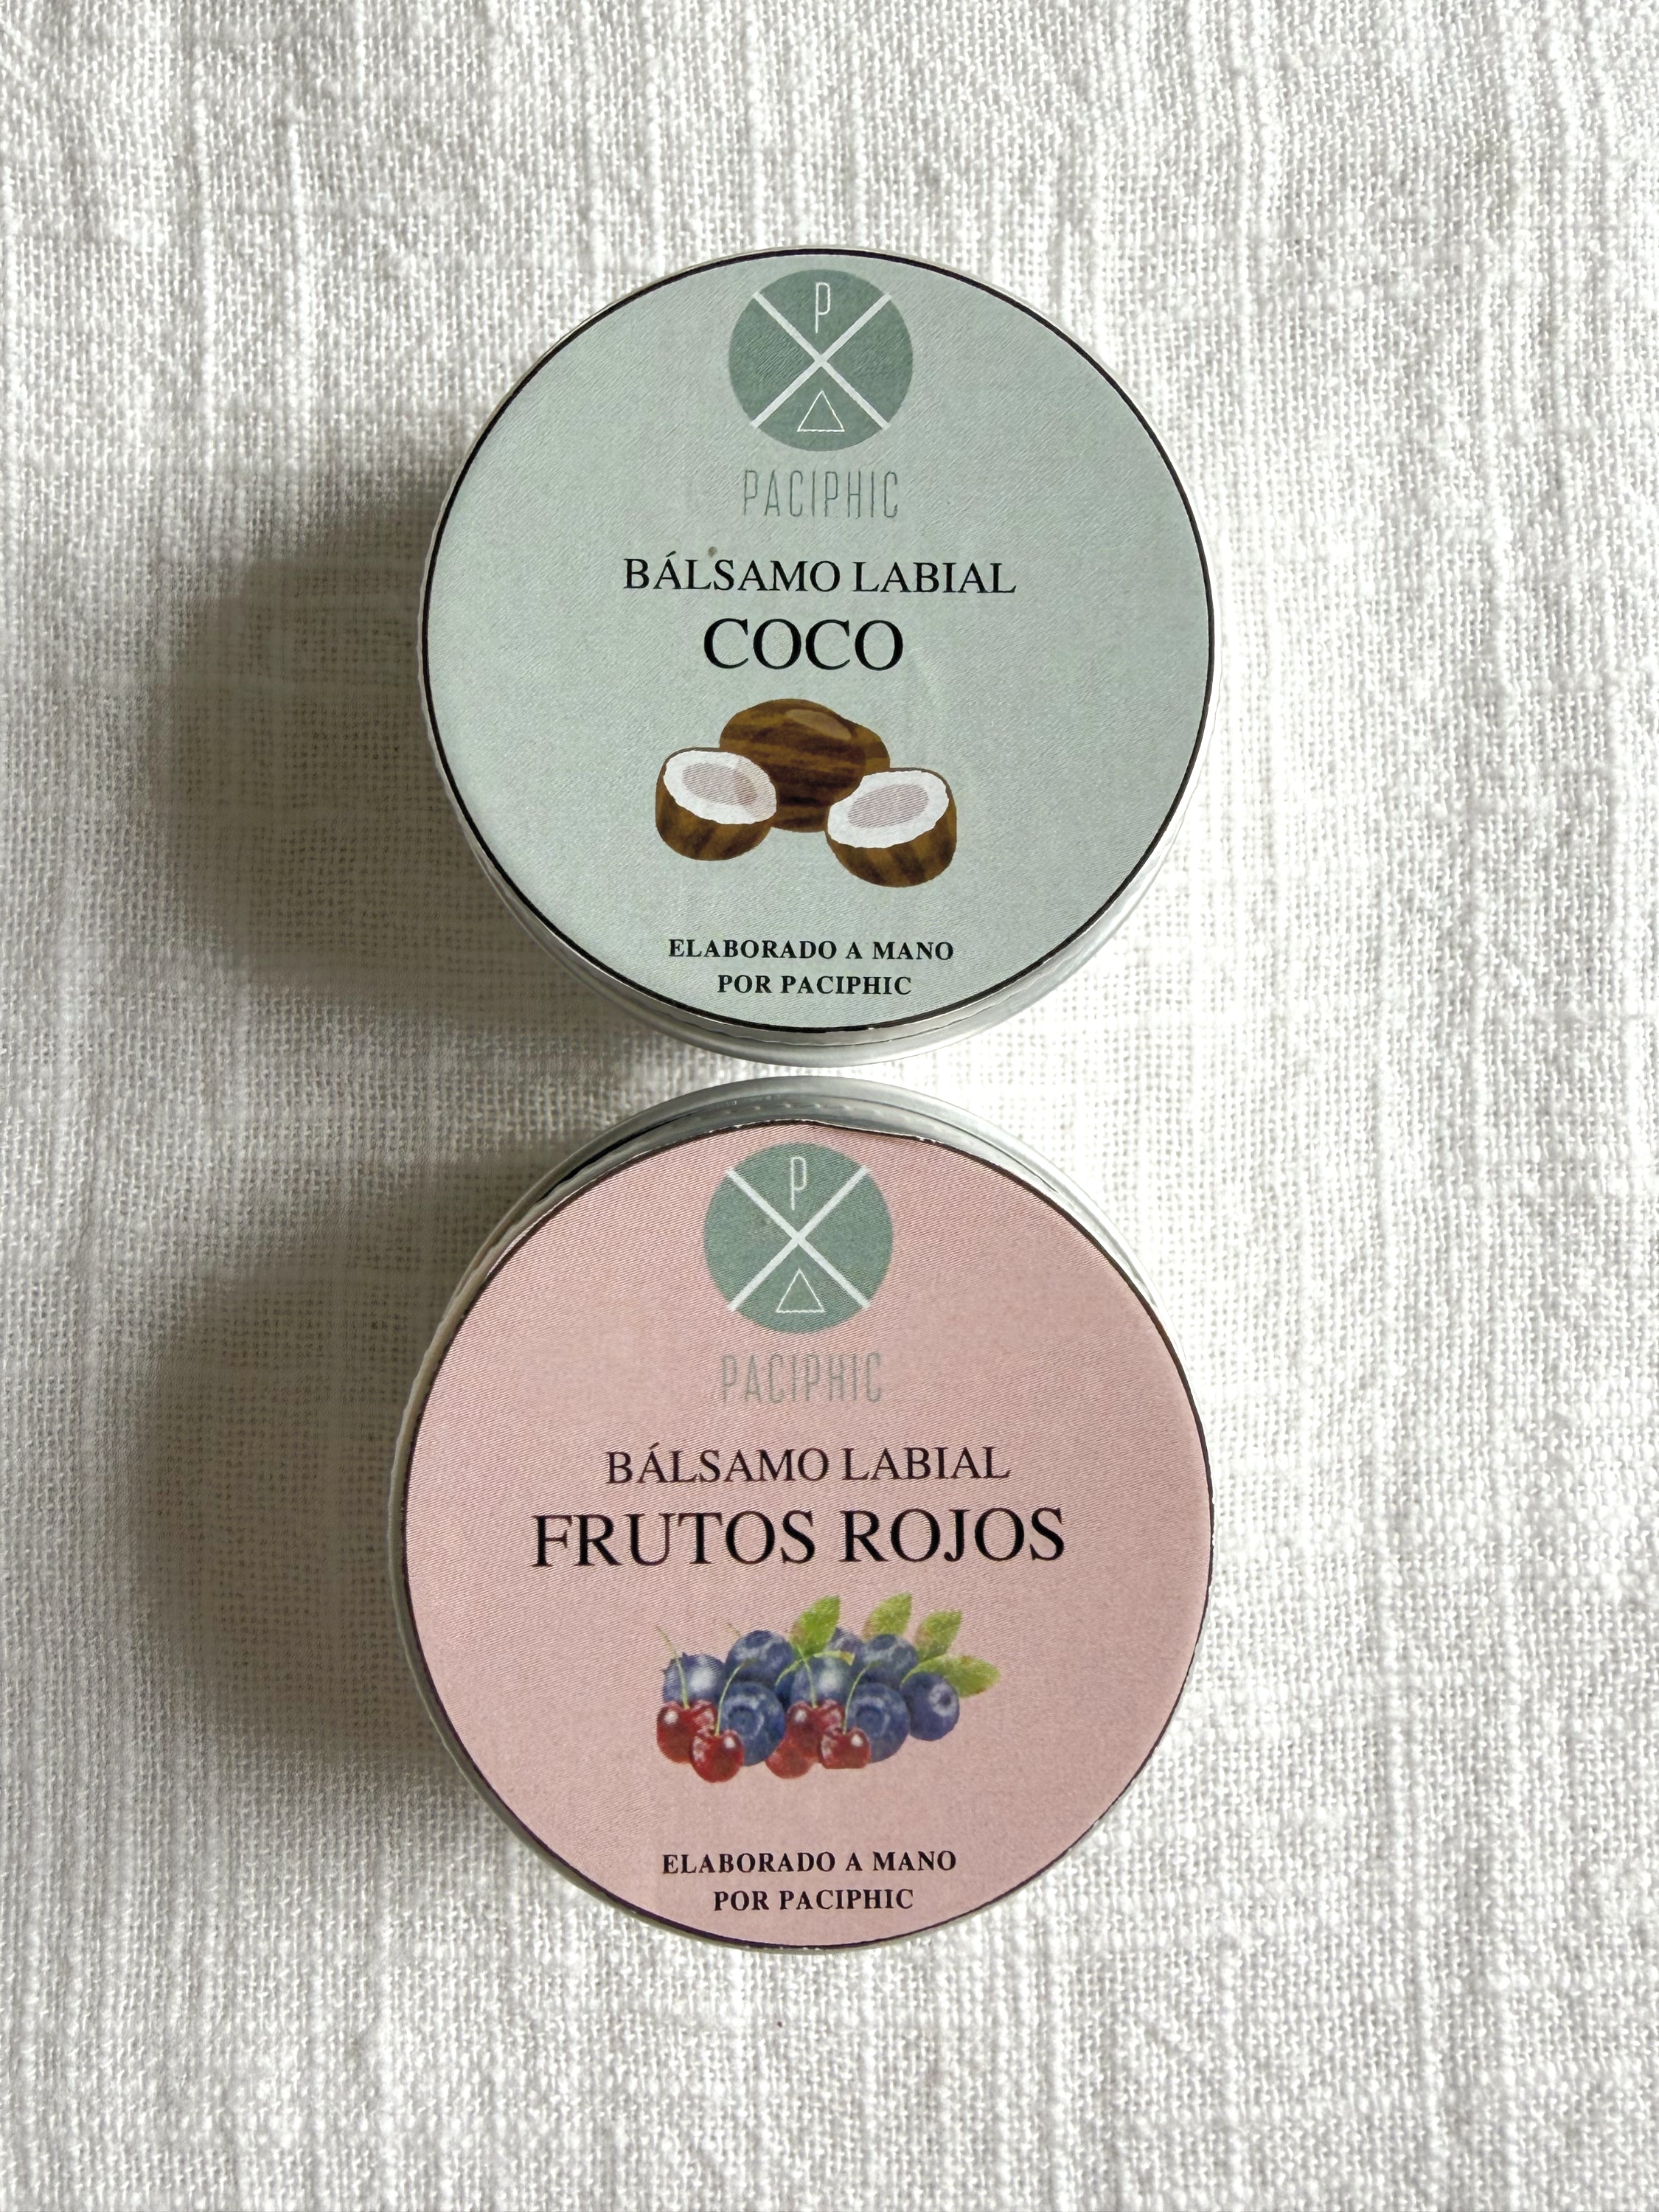 P
PACIPHIC
BÁLSAMO LABIAL
COCO
ELABORADO A MANO
POR PACIPHIC
P
PACIPHIC
BÁLSAMO LABIAL
FRUTOS ROJOS
ELABORADO A MANO
POR PACIPHIC